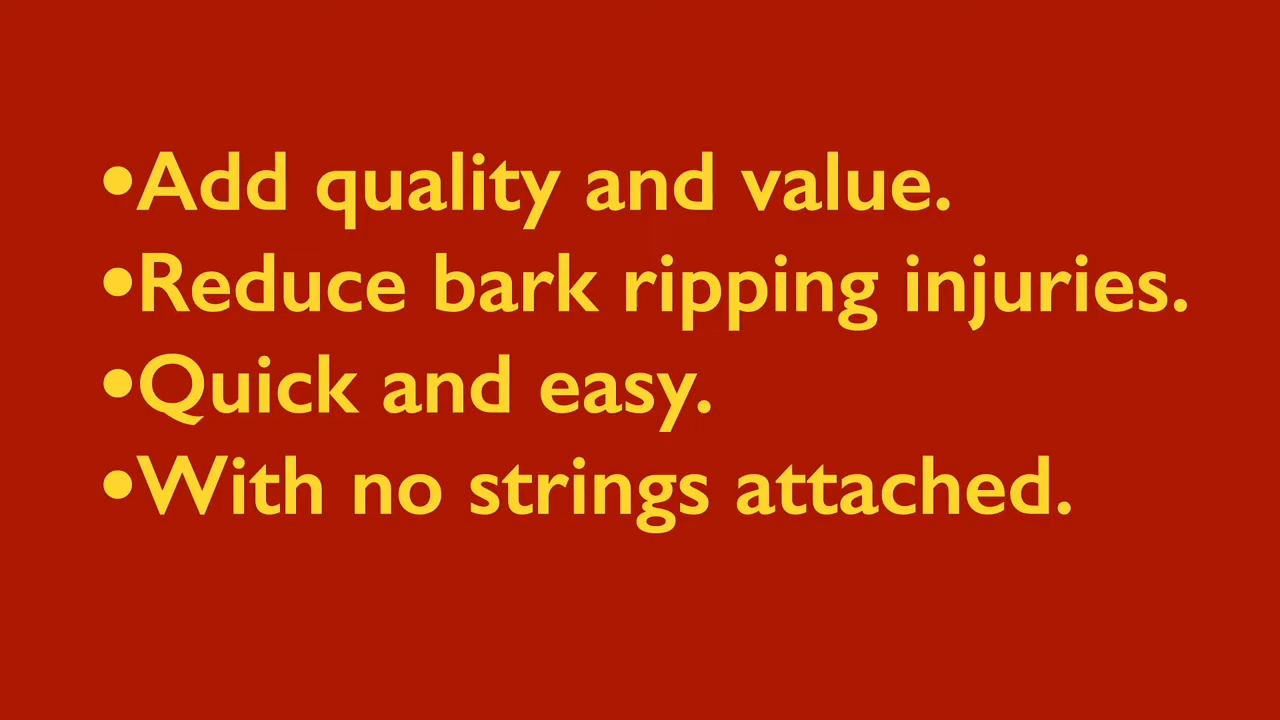 •Add quality and value.
•Reduce bark ripping injuries.
•Quick and easy.
•With no strings attached.